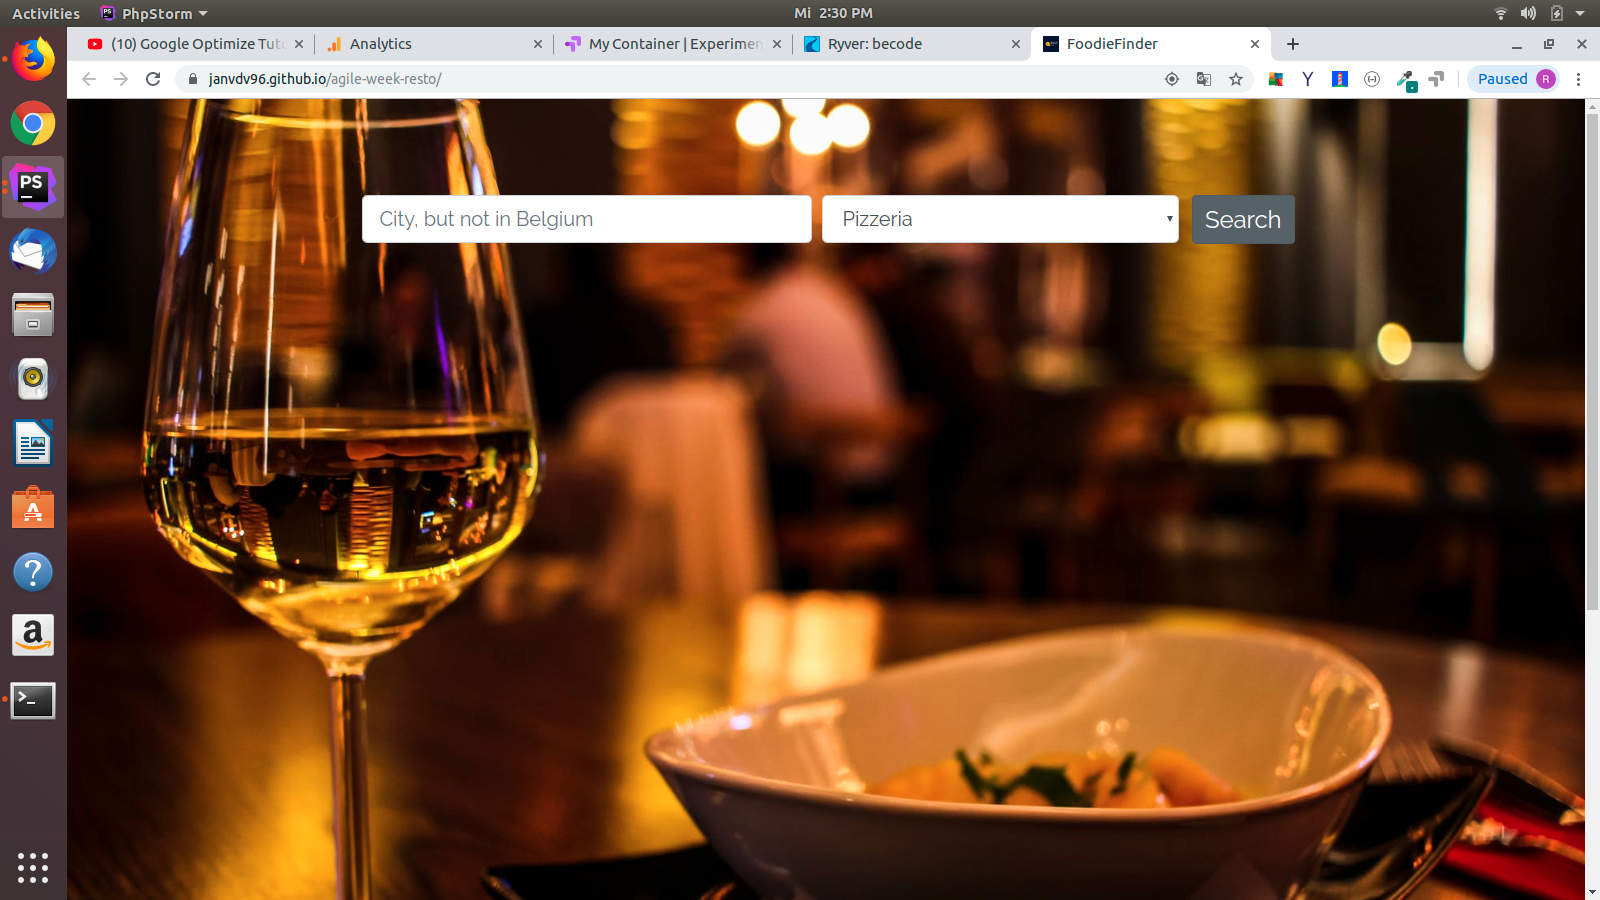 Activities PhpStorm Mi 2:30 PM
(10) Google Optimize Tuto Analytics My Container | Experimen Ryver: becode FoodieFinder
janvdv96.github.io/agile-week-resto/ Paused R
City, but not in Belgium Pizzeria Search
PS
a